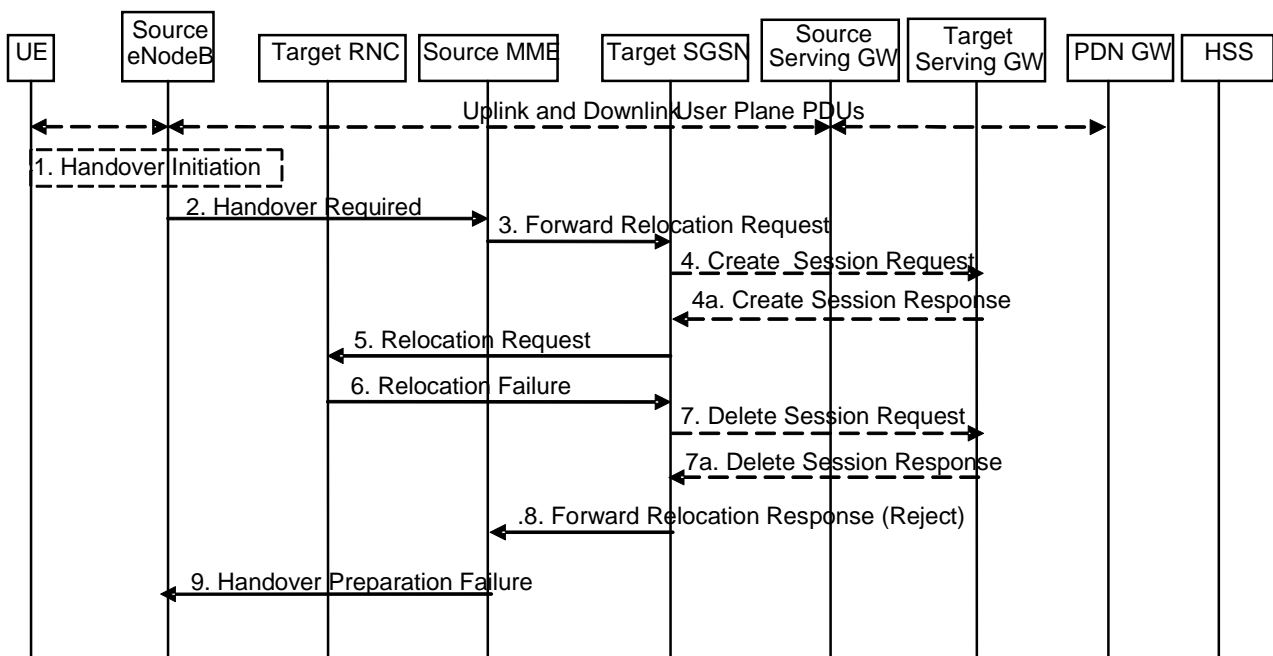 UE
Source
eNodeB
Target RNC
Source MME
Target SGSN
Source
Serving GW
Target
Serving GW
PDN GW
HSS
Uplink and Downlink User Plane PDUs
1. Handover Initiation
2. Handover Required
3. Forward Relocation Request
4. Create Session Request
4a. Create Session Response
5. Relocation Request
6. Relocation Failure
7. Delete Session Request
7a. Delete Session Response
.8. Forward Relocation Response (Reject)
9. Handover Preparation Failure